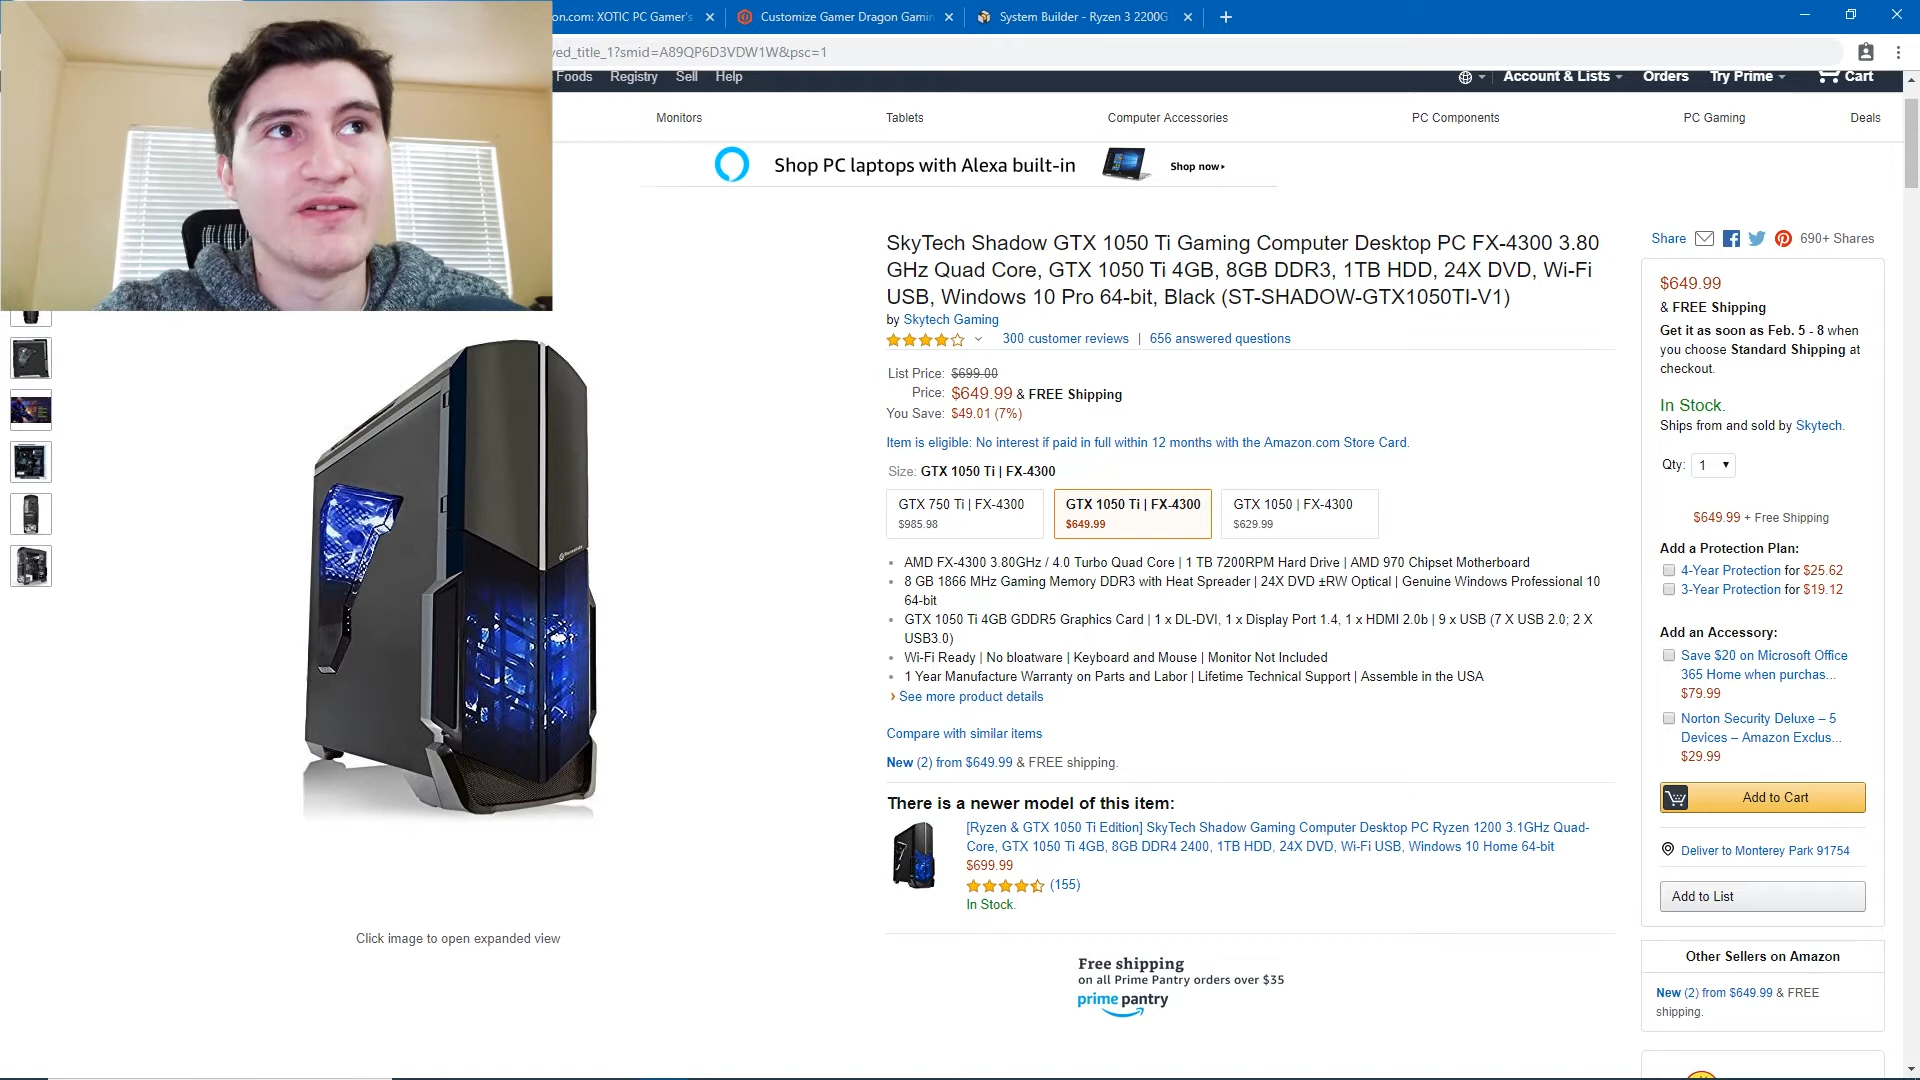 on.com: XOTIC PC Gamer's
Customize Gamer Dragon Gamin
System Builder - Ryzen 3 2200G
ved_title_1?smid=A89QP6D3VDW1W&psc=1
Foods Registry Sell Help
Account & Lists Orders Try Prime Cart
Monitors Tablets Computer Accessories PC Components PC Gaming Deals
Shop PC laptops with Alexa built-in Shop now
SkyTech Shadow GTX 1050 Ti Gaming Computer Desktop PC FX-4300 3.80
GHz Quad Core, GTX 1050 Ti 4GB, 8GB DDR3, 1TB HDD, 24X DVD, Wi-Fi
USB, Windows 10 Pro 64-bit, Black (ST-SHADOW-GTX1050TI-V1)
by Skytech Gaming
300 customer reviews | 656 answered questions
List Price: $699.00
Price: $649.99 & FREE Shipping
You Save: $49.01 (7%)
Item is eligible: No interest if paid in full within 12 months with the Amazon.com Store Card.
Size: GTX 1050 Ti | FX-4300
GTX 750 Ti | FX-4300
$985.98
GTX 1050 Ti | FX-4300
$649.99
GTX 1050 | FX-4300
$629.99
• AMD FX-4300 3.80GHz / 4.0 Turbo Quad Core | 1 TB 7200RPM Hard Drive | AMD 970 Chipset Motherboard
• 8 GB 1866 MHz Gaming Memory DDR3 with Heat Spreader | 24X DVD ±RW Optical | Genuine Windows Professional 10
64-bit
• GTX 1050 Ti 4GB GDDR5 Graphics Card | 1 x DL-DVI, 1 x Display Port 1.4, 1 x HDMI 2.0b | 9 x USB (7 X USB 2.0; 2 X
USB3.0)
• Wi-Fi Ready | No bloatware | Keyboard and Mouse | Monitor Not Included
• 1 Year Manufacture Warranty on Parts and Labor | Lifetime Technical Support | Assemble in the USA
› See more product details
Compare with similar items
New (2) from $649.99 & FREE shipping.
There is a newer model of this item:
[Ryzen & GTX 1050 Ti Edition] SkyTech Shadow Gaming Computer Desktop PC Ryzen 1200 3.1GHz Quad-
Core, GTX 1050 Ti 4GB, 8GB DDR4 2400, 1TB HDD, 24X DVD, Wi-Fi USB, Windows 10 Home 64-bit
$699.99
(155)
In Stock.
Click image to open expanded view
Free shipping
on all Prime Pantry orders over $35
prime pantry
Share 690+ Shares
$649.99
& FREE Shipping
Get it as soon as Feb. 5 - 8 when
you choose Standard Shipping at
checkout.
In Stock.
Ships from and sold by Skytech.
Qty: 1
$649.99 + Free Shipping
Add a Protection Plan:
4-Year Protection for $25.62
3-Year Protection for $19.12
Add an Accessory:
Save $20 on Microsoft Office
365 Home when purchas...
$79.99
Norton Security Deluxe – 5
Devices – Amazon Exclus...
$29.99
Add to Cart
Deliver to Monterey Park 91754
Add to List
Other Sellers on Amazon
New (2) from $649.99 & FREE
shipping.